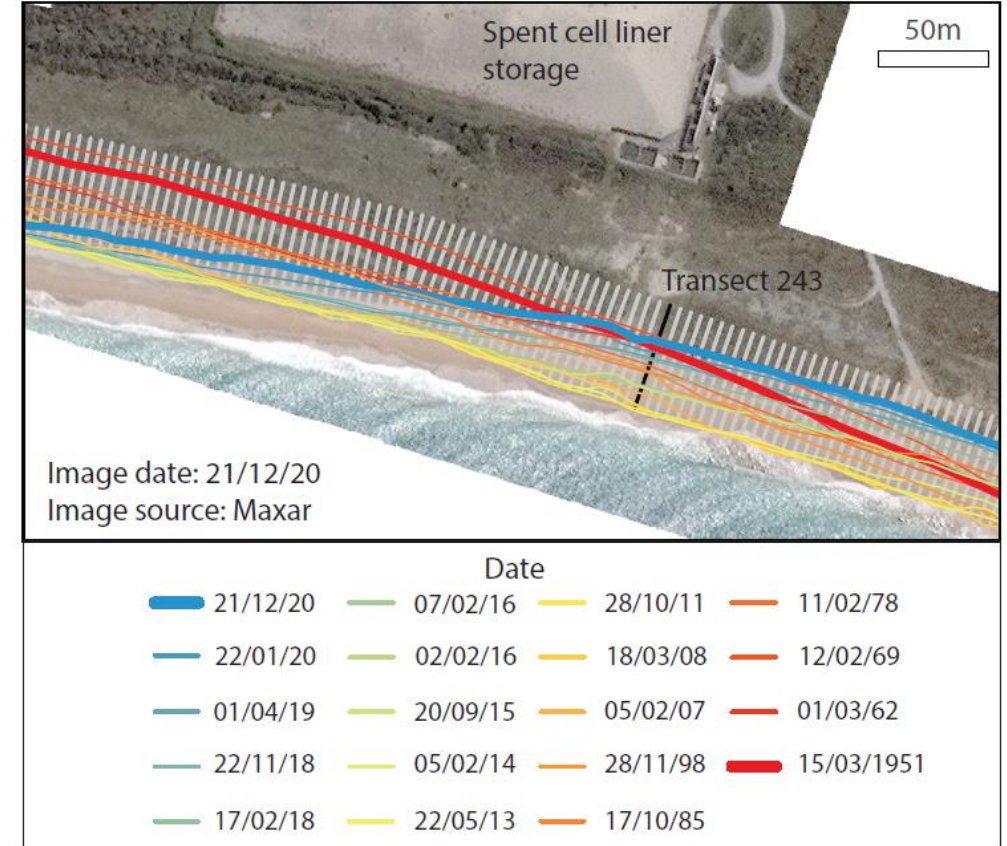 Spent cell liner
storage
50m
Transect 243
Image date: 21/12/20
Image source: Maxar
Date
21/12/20 07/02/16 28/10/11 11/02/78
22/01/20 02/02/16 18/03/08 12/02/69
01/04/19 20/09/15 05/02/07 01/03/62
22/11/18 05/02/14 28/11/98 15/03/1951
17/02/18 22/05/13 17/10/85